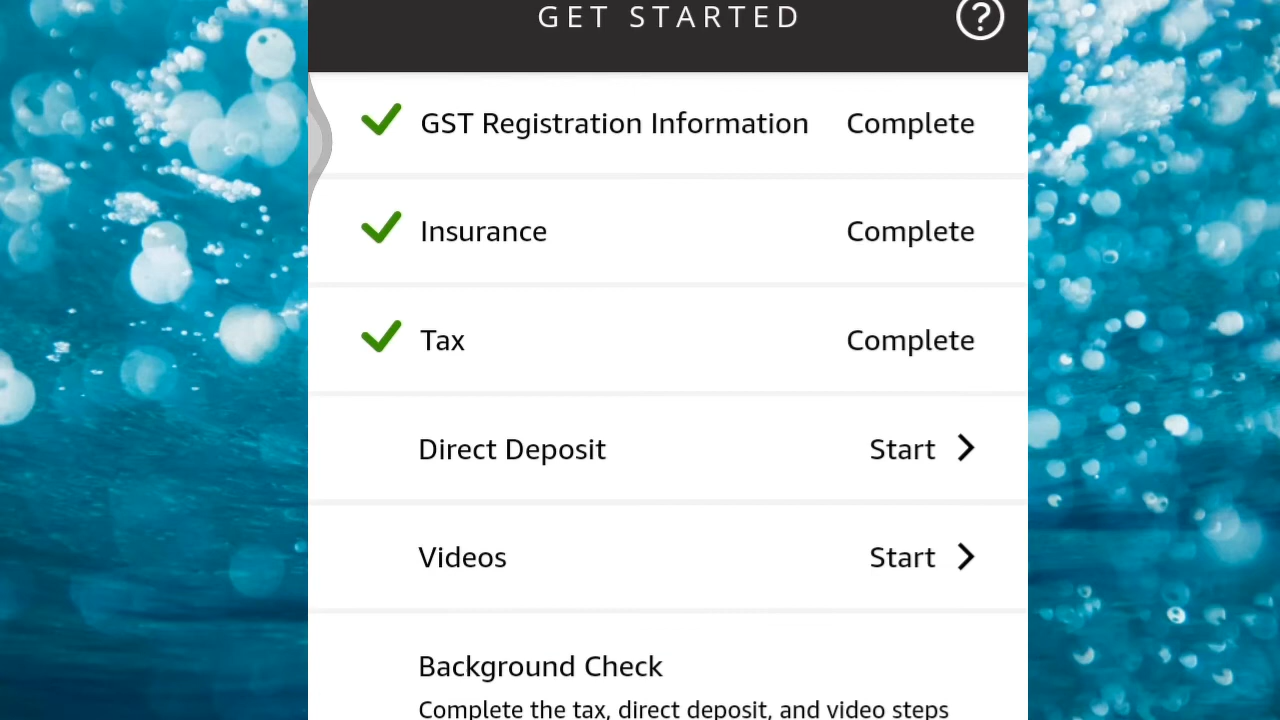 GET STARTED ?
GST Registration Information Complete
Insurance Complete
Tax Complete
Direct Deposit Start
Videos Start
Background Check
Complete the tax, direct deposit, and video steps